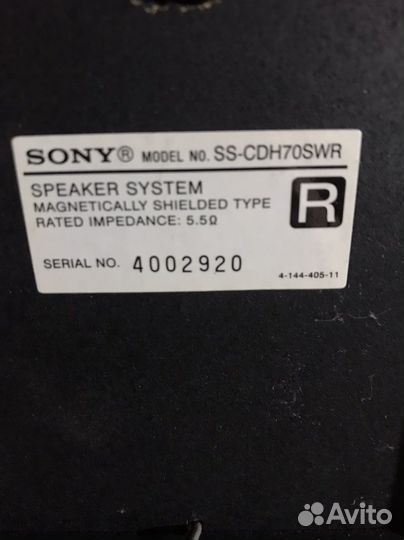 SONY® MODEL NO. SS-CDH70SWR
SPEAKER SYSTEM
MAGNETICALLY SHIELDED TYPE
RATED IMPEDANCE: 5.5Ω
R
SERIAL NO. 4002920
4-144-405-11
Avito